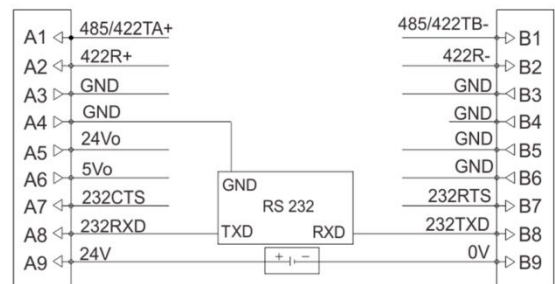 A1 485/422TA+ 485/422TB- B1
A2 422R+ 422R- B2
A3 GND GND B3
A4 GND GND B4
A5 24Vo GND B5
A6 5Vo GND B6
GND
A7 232CTS RS 232 232RTS B7
A8 232RXD TXD RXD 232TXD B8
A9 24V + - 0V B9